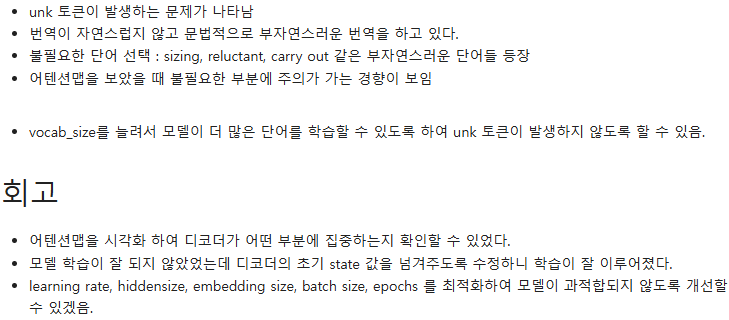 unk 토큰이 발생하는 문제가 나타남
번역이 자연스럽지 않고 문법적으로 부자연스러운 번역을 하고 있다.
불필요한 단어 선택 : sizing, reluctant, carry out 같은 부자연스러운 단어들 등장
어텐션맵을 보았을 때 불필요한 부분에 주의가 가는 경향이 보임
vocab_size를 늘려서 모델이 더 많은 단어를 학습할 수 있도록 하여 unk 토큰이 발생하지 않도록 할 수 있음.
회고
어텐션맵을 시각화 하여 디코더가 어떤 부분에 집중하는지 확인할 수 있었다.
모델 학습이 잘 되지 않았었는데 디코더의 초기 state 값을 넘겨주도록 수정하니 학습이 잘 이루어졌다.
learning rate, hiddensize, embedding size, batch size, epochs 를 최적화하여 모델이 과적합되지 않도록 개선할
수 있겠음.